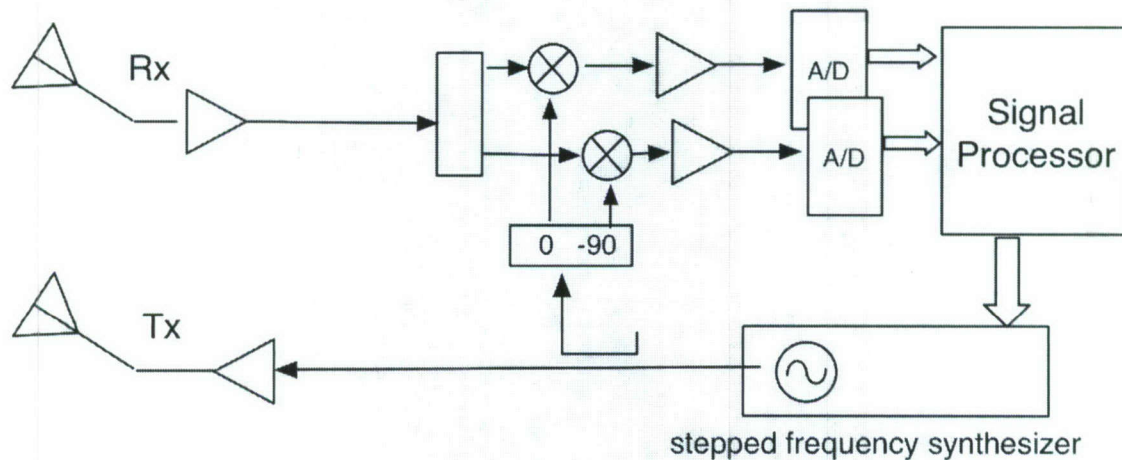 Rx
A/D
A/D
Signal
Processor
0 -90
Tx
stepped frequency synthesizer